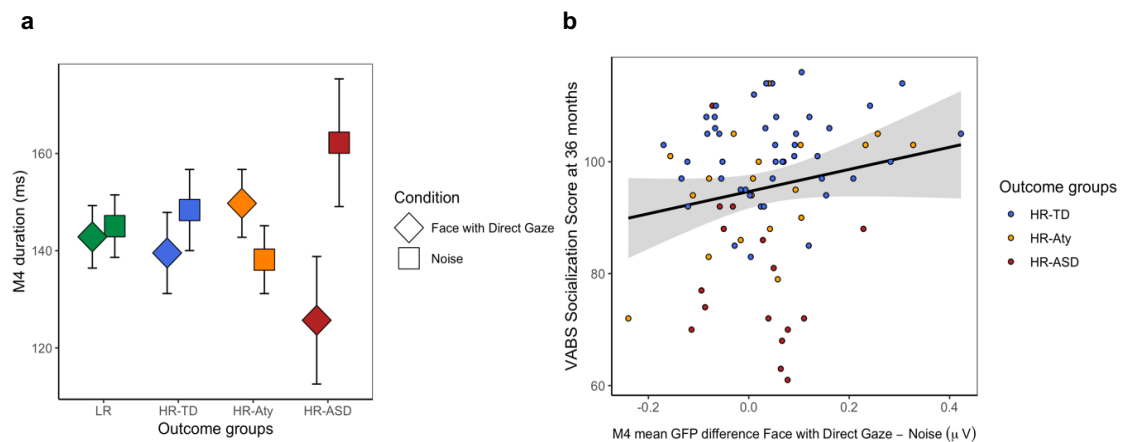 a
M4 duration (ms)
160
140
120
LR HR-TD HR-Aty HR-ASD
Outcome groups
Condition
Face with Direct Gaze
Noise
b
VABS Socialization Score at 36 months
100
80
60
-0.2 0.0 0.2 0.4
M4 mean GFP difference Face with Direct Gaze − Noise (μ V)
Outcome groups
HR-TD
HR-Aty
HR-ASD